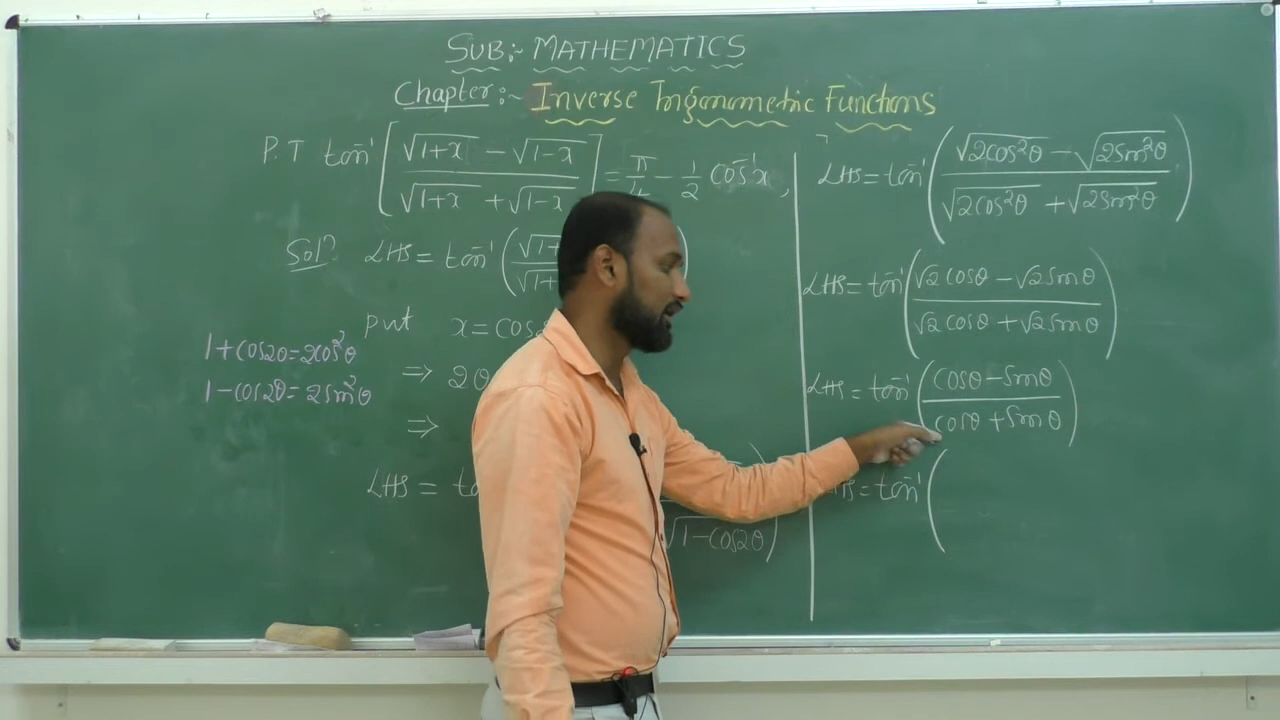 SUB:- MATHEMATICS
Chapter:- Inverse Trigonometric Functions
P.T tan⁻¹[(√1+x − √1−x)/(√1+x + √1−x)] = π/4 − 1/2 cos⁻¹x,
Sol? LHS = tan⁻¹(√1+ / √1+
put x = cos
1+cos2θ=2cos²θ
1−cos2θ=2sin²θ
⇒ 2θ
⇒
LHS = ta
√1−cos2θ)
LHS = tan⁻¹((√2cos²θ − √2sin²θ)/(√2cos²θ + √2sin²θ))
LHS = tan⁻¹((√2 cosθ − √2 sinθ)/(√2 cosθ + √2 sinθ))
LHS = tan⁻¹((cosθ − sinθ)/(cosθ + sinθ))
HS = tan⁻¹(